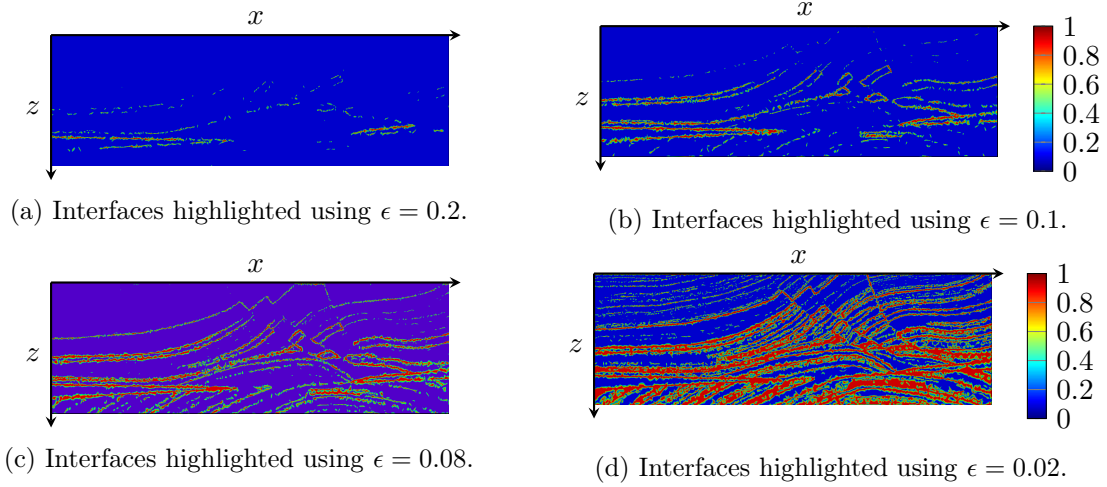 x
z
(a) Interfaces highlighted using ϵ = 0.2.
x
z
1
0.8
0.6
0.4
0.2
0
(b) Interfaces highlighted using ϵ = 0.1.
x
z
(c) Interfaces highlighted using ϵ = 0.08.
x
z
1
0.8
0.6
0.4
0.2
0
(d) Interfaces highlighted using ϵ = 0.02.